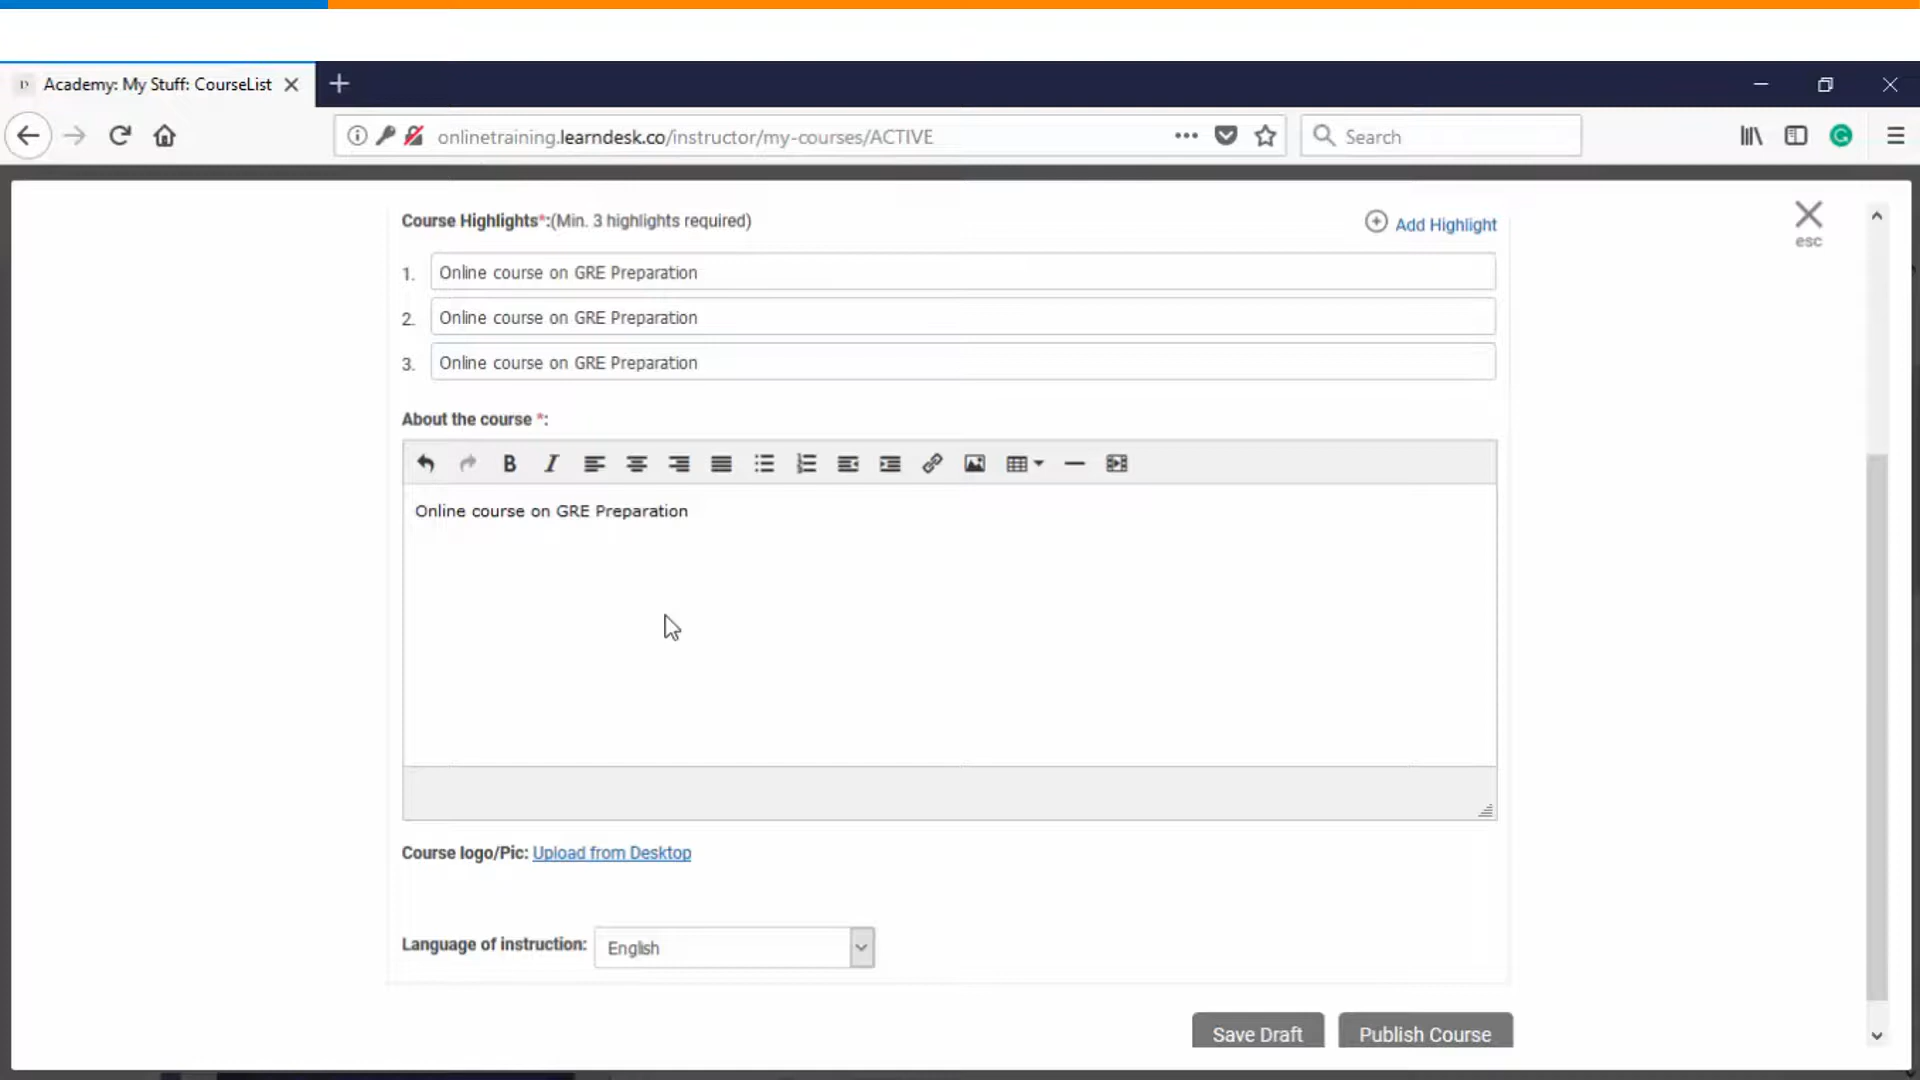 Academy: My Stuff: CourseList
onlinetraining.learndesk.co/instructor/my-courses/ACTIVE
Search
Course Highlights*:(Min. 3 highlights required)
Add Highlight
esc
1. Online course on GRE Preparation
2. Online course on GRE Preparation
3. Online course on GRE Preparation
About the course *:
B I
Online course on GRE Preparation
Course logo/Pic: Upload from Desktop
Language of instruction: English
Save Draft
Publish Course